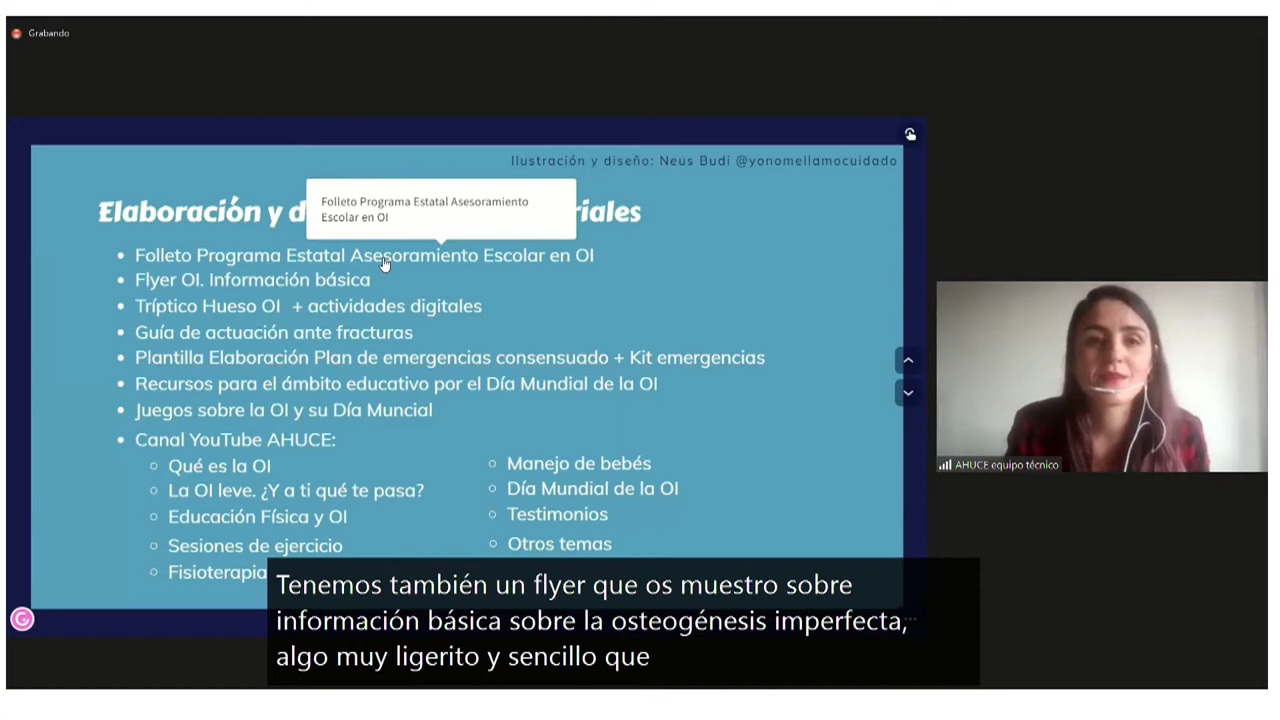 Grabando
Ilustración y diseño: Neus Budi @yonomellamocuidado
Folleto Programa Estatal Asesoramiento
Escolar en OI
Elaboración y d riales
Folleto Programa Estatal Asesoramiento Escolar en OI
Flyer OI. Información básica
Tríptico Hueso OI + actividades digitales
Guía de actuación ante fracturas
Plantilla Elaboración Plan de emergencias consensuado + Kit emergencias
Recursos para el ámbito educativo por el Día Mundial de la OI
Juegos sobre la OI y su Día Muncial
Canal YouTube AHUCE:
Qué es la OI
La OI leve. ¿Y a ti qué te pasa?
Educación Física y OI
Sesiones de ejercicio
Fisioterapia
Manejo de bebés
Día Mundial de la OI
Testimonios
Otros temas
AHUCE equipo técnico
Tenemos también un flyer que os muestro sobre
información básica sobre la osteogénesis imperfecta,
algo muy ligerito y sencillo que